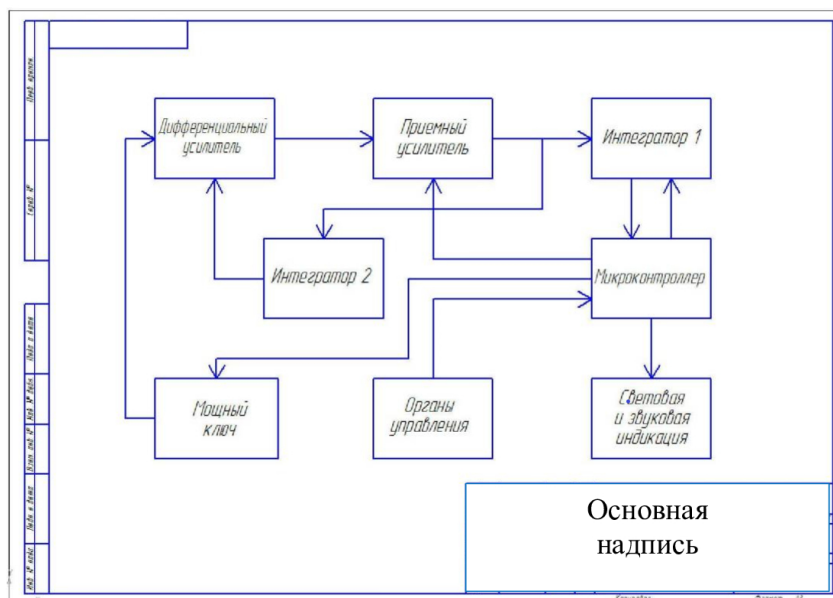 Дифференциальный
усилитель
Приемный
усилитель
Интегратор 1
Интегратор 2
Микроконтроллер
Мощный
ключ
Органы
управления
Световая
и звуковая
индикация
Основная
надпись